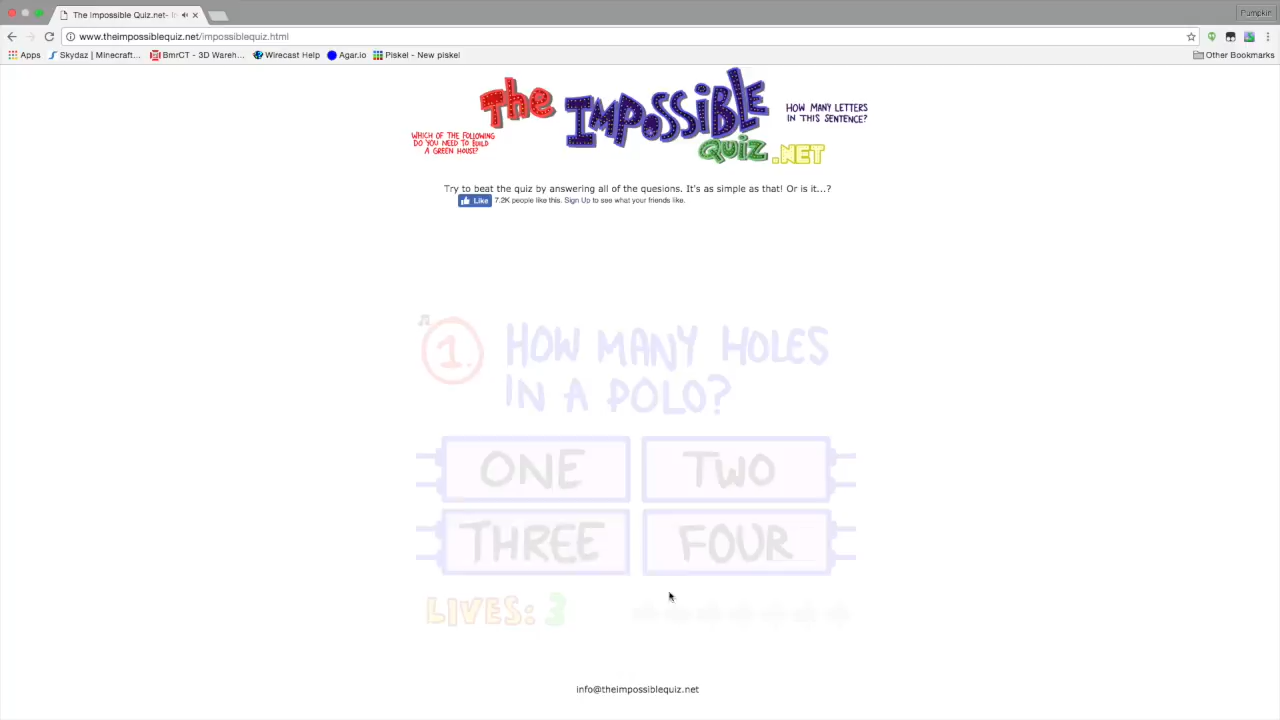 The Impossible Quiz.net- I
Pumpkin
www.theimpossiblequiz.net/impossiblequiz.html
Apps Skydaz | Minecraft... BmrCT - 3D Wareh... Wirecast Help Agar.io Piskel - New piskel Other Bookmarks
The IMPOSSIBLE QUIZ .NET
HOW MANY LETTERS
IN THIS SENTENCE?
WHICH OF THE FOLLOWING
DO YOU NEED TO BUILD
A GREEN HOUSE?
Try to beat the quiz by answering all of the quesions. It's as simple as that! Or is it...?
Like 7.2K people like this. Sign Up to see what your friends like.
1. HOW MANY HOLES
IN A POLO?
ONE TWO
THREE FOUR
LIVES: 3
info@theimpossiblequiz.net